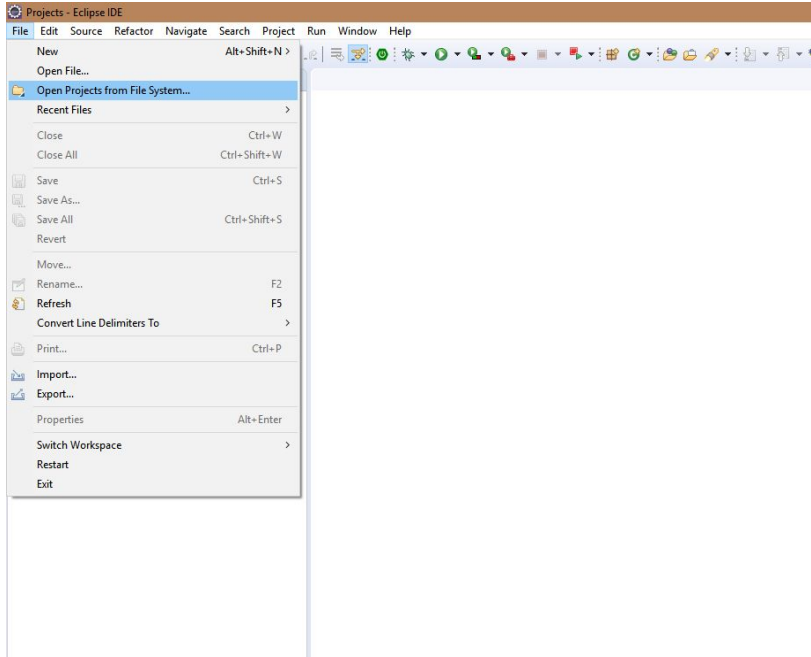 Projects - Eclipse IDE
File Edit Source Refactor Navigate Search Project Run Window Help
New Alt+Shift+N >
Open File...
Open Projects from File System...
Recent Files >
Close Ctrl+W
Close All Ctrl+Shift+W
Save Ctrl+S
Save As...
Save All Ctrl+Shift+S
Revert
Move...
Rename... F2
Refresh F5
Convert Line Delimiters To >
Print... Ctrl+P
Import...
Export...
Properties Alt+Enter
Switch Workspace >
Restart
Exit